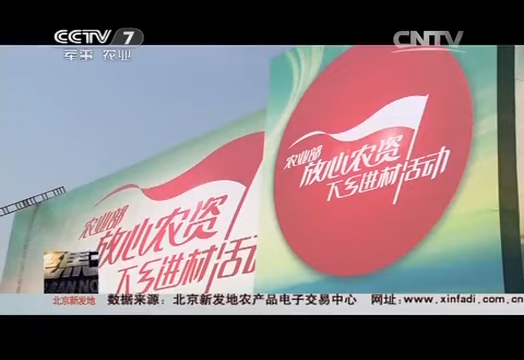 CCTV 7
军事·农业
CNTV
农业部
放心农资
下乡进村活动
农业部
放心农资
下乡进村活动
北京新发地 数据来源：北京新发地农产品电子交易中心 网址：www.xinfadi.com.cn